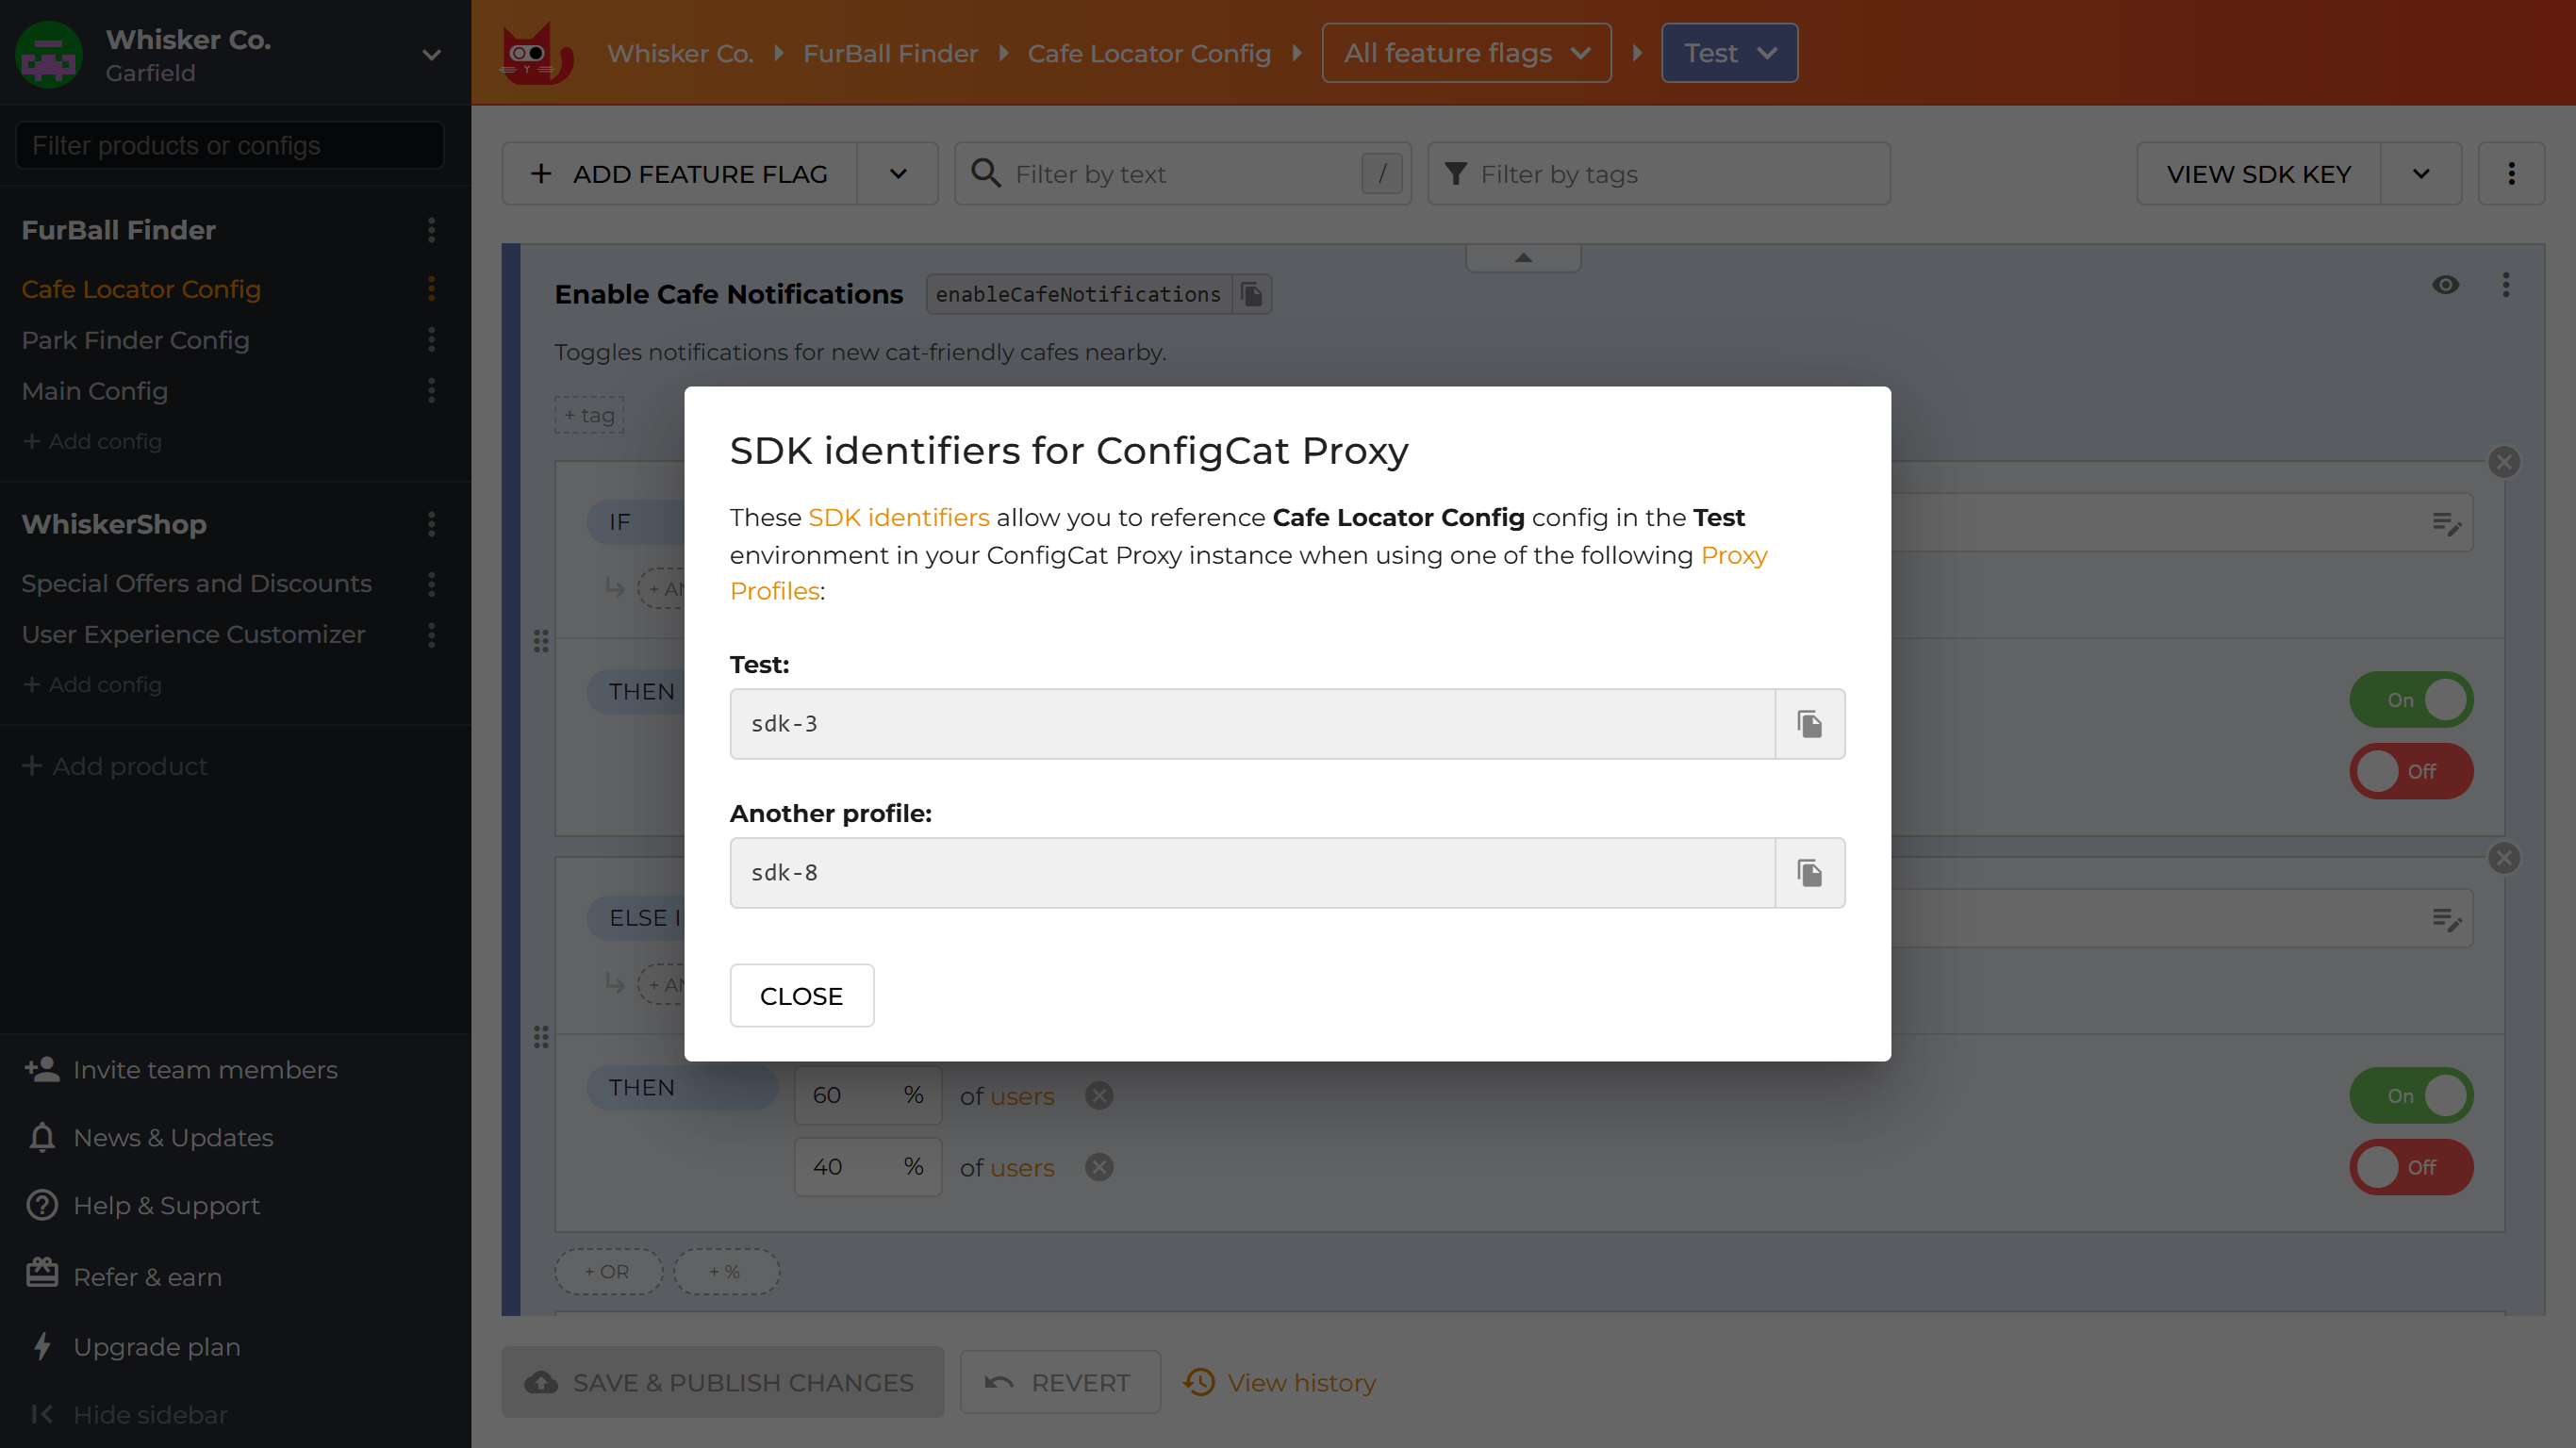 Whisker Co.
Garfield
Filter products or configs
FurBall Finder
Cafe Locator Config
Park Finder Config
Main Config
+ Add config
WhiskerShop
Special Offers and Discounts
User Experience Customizer
+ Add config
+ Add product
Invite team members
News & Updates
Help & Support
Refer & earn
Upgrade plan
Hide sidebar
Whisker Co. FurBall Finder Cafe Locator Config All feature flags Test
+ ADD FEATURE FLAG Filter by text / Filter by tags VIEW SDK KEY
Enable Cafe Notifications enableCafeNotifications
Toggles notifications for new cat-friendly cafes nearby.
+ tag
IF
THEN
On
Off
ELSE
THEN 60 % of users On
40 % of users Off
+ OR + %
SAVE & PUBLISH CHANGES REVERT View history
SDK identifiers for ConfigCat Proxy
These SDK identifiers allow you to reference Cafe Locator Config config in the Test
environment in your ConfigCat Proxy instance when using one of the following Proxy
Profiles:
Test:
sdk-3
Another profile:
sdk-8
CLOSE